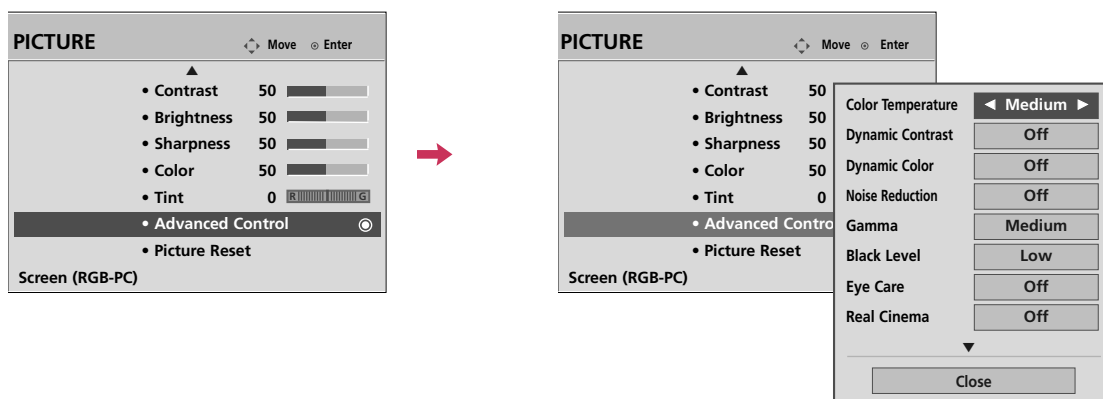 PICTURE
Move Enter
• Contrast 50
• Brightness 50
• Sharpness 50
• Color 50
• Tint 0 R G
• Advanced Control
• Picture Reset
Screen (RGB-PC)
PICTURE
Move Enter
• Contrast 50
• Brightness 50
• Sharpness 50
• Color 50
• Tint 0
• Advanced Contro
• Picture Reset
Screen (RGB-PC)
Color Temperature ◀ Medium ▶
Dynamic Contrast Off
Dynamic Color Off
Noise Reduction Off
Gamma Medium
Black Level Low
Eye Care Off
Real Cinema Off
Close